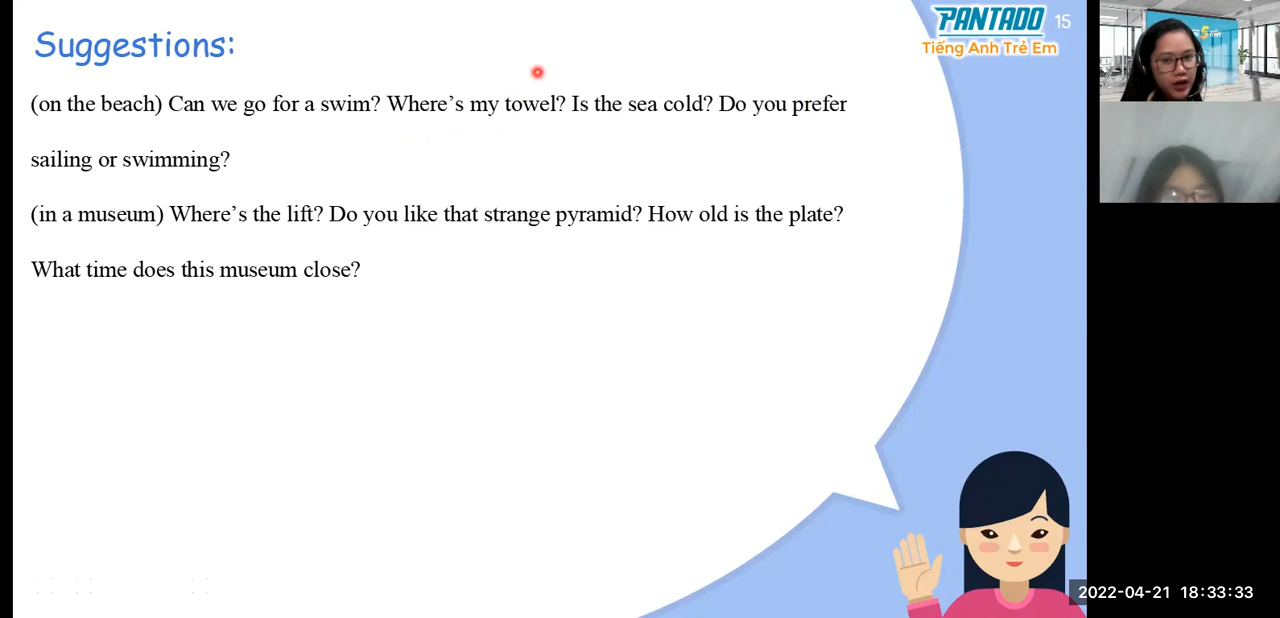 Suggestions:
PANTADO
15
Tiếng Anh Trẻ Em
(on the beach) Can we go for a swim? Where’s my towel? Is the sea cold? Do you prefer
sailing or swimming?
(in a museum) Where’s the lift? Do you like that strange pyramid? How old is the plate?
What time does this museum close?
2022-04-21 18:33:33